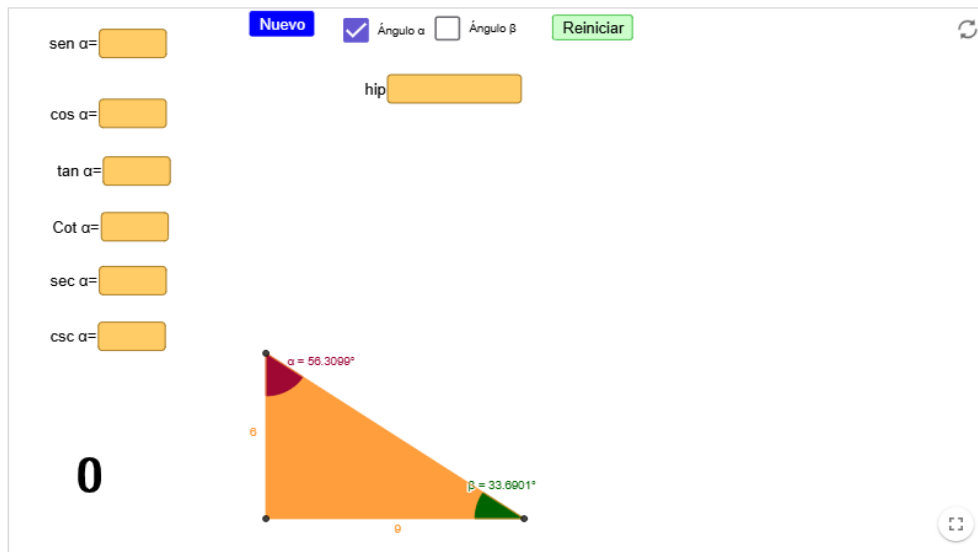 Nuevo
Ángulo α
Ángulo β
Reiniciar
sen α=
hip
cos α=
tan α=
Cot α=
sec α=
csc α=
α = 56.3099°
6
0
β = 33.6901°
9